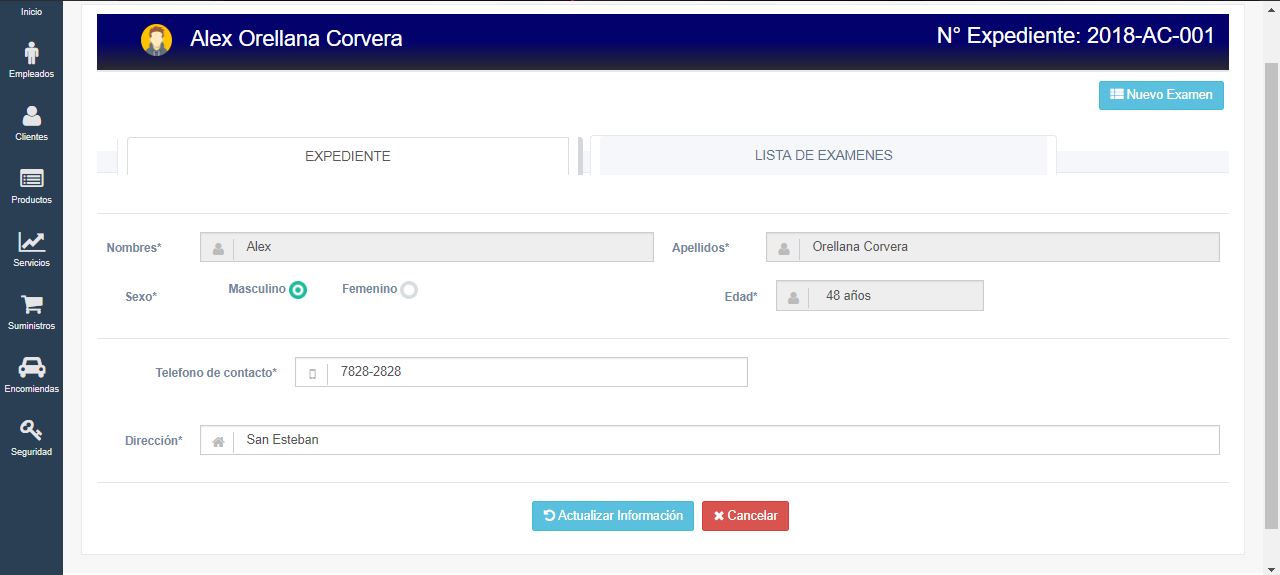 Inicio
Empleados
Clientes
Productos
Servicios
Suministros
Encomiendas
Seguridad
Alex Orellana Corvera
N° Expediente: 2018-AC-001
Nuevo Examen
EXPEDIENTE
LISTA DE EXAMENES
Nombres* Alex Apellidos* Orellana Corvera
Sexo* Masculino Femenino Edad* 48 años
Telefono de contacto* 7828-2828
Dirección* San Esteban
Actualizar Información Cancelar